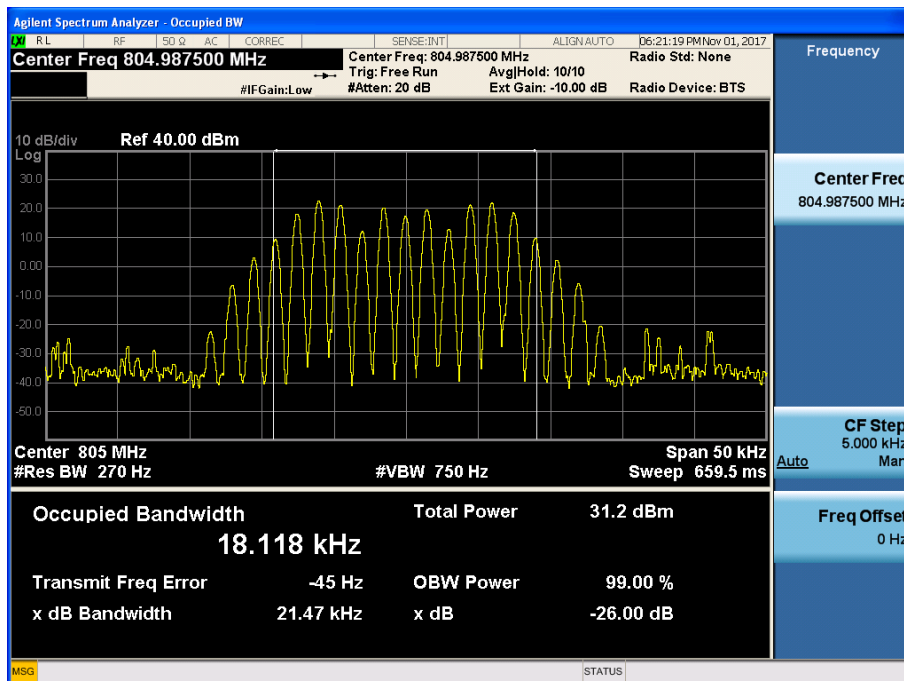 Agilent Spectrum Analyzer - Occupied BW
LXI RL RF 50 Ω AC CORREC SENSE:INT ALIGN AUTO 06:21:19 PM Nov 01, 2017
Center Freq 804.987500 MHz Center Freq: 804.987500 MHz Radio Std: None
Trig: Free Run Avg|Hold: 10/10
#IFGain:Low #Atten: 20 dB Ext Gain: -10.00 dB Radio Device: BTS
10 dB/div Ref 40.00 dBm
Log
30.0
20.0
10.0
0.00
-10.0
-20.0
-30.0
-40.0
-50.0
Center 805 MHz Span 50 kHz
#Res BW 270 Hz #VBW 750 Hz Sweep 659.5 ms
Occupied Bandwidth Total Power 31.2 dBm
18.118 kHz
Transmit Freq Error -45 Hz OBW Power 99.00 %
x dB Bandwidth 21.47 kHz x dB -26.00 dB
MSG STATUS
Frequency
Center Freq
804.987500 MHz
CF Step
5.000 kHz
Auto Man
Freq Offset
0 Hz